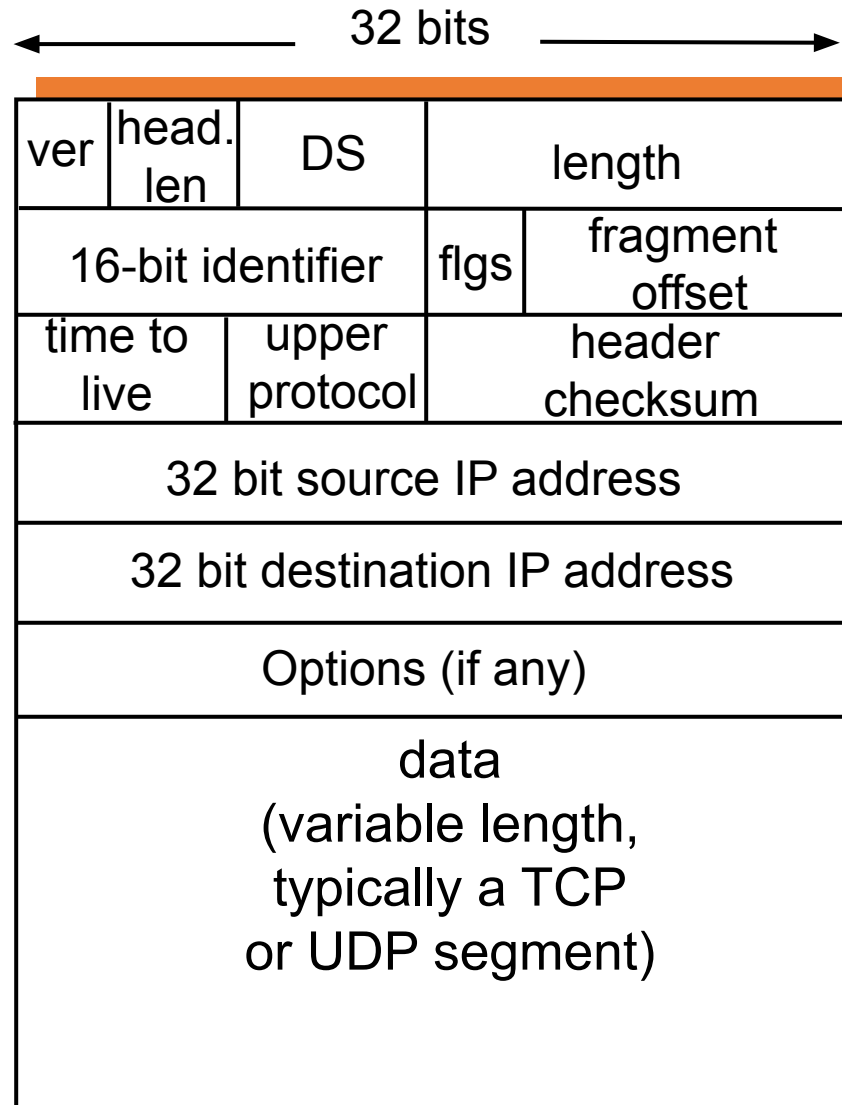 32 bits
ver
head.
len
DS
length
16-bit identifier
flgs
fragment
offset
time to
live
upper
protocol
header
checksum
32 bit source IP address
32 bit destination IP address
Options (if any)
data
(variable length,
typically a TCP
or UDP segment)